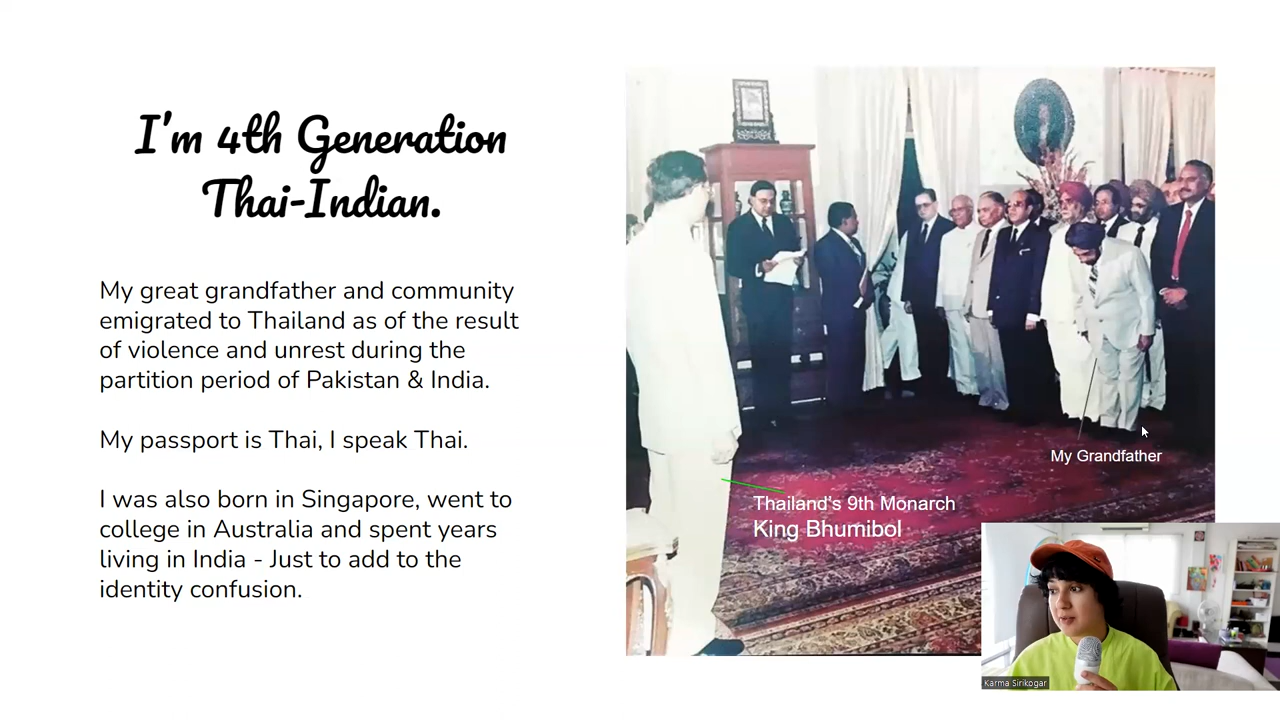 I'm 4th Generation
Thai-Indian.
My great grandfather and community
emigrated to Thailand as of the result
of violence and unrest during the
partition period of Pakistan & India.
My passport is Thai, I speak Thai.
I was also born in Singapore, went to
college in Australia and spent years
living in India - Just to add to the
identity confusion.
My Grandfather
Thailand's 9th Monarch
King Bhumibol
Karma Sirikogar